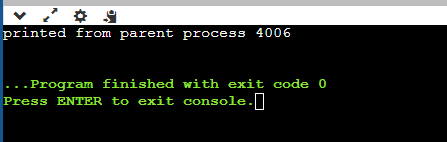 printed from parent process 4006
...Program finished with exit code 0
Press ENTER to exit console.